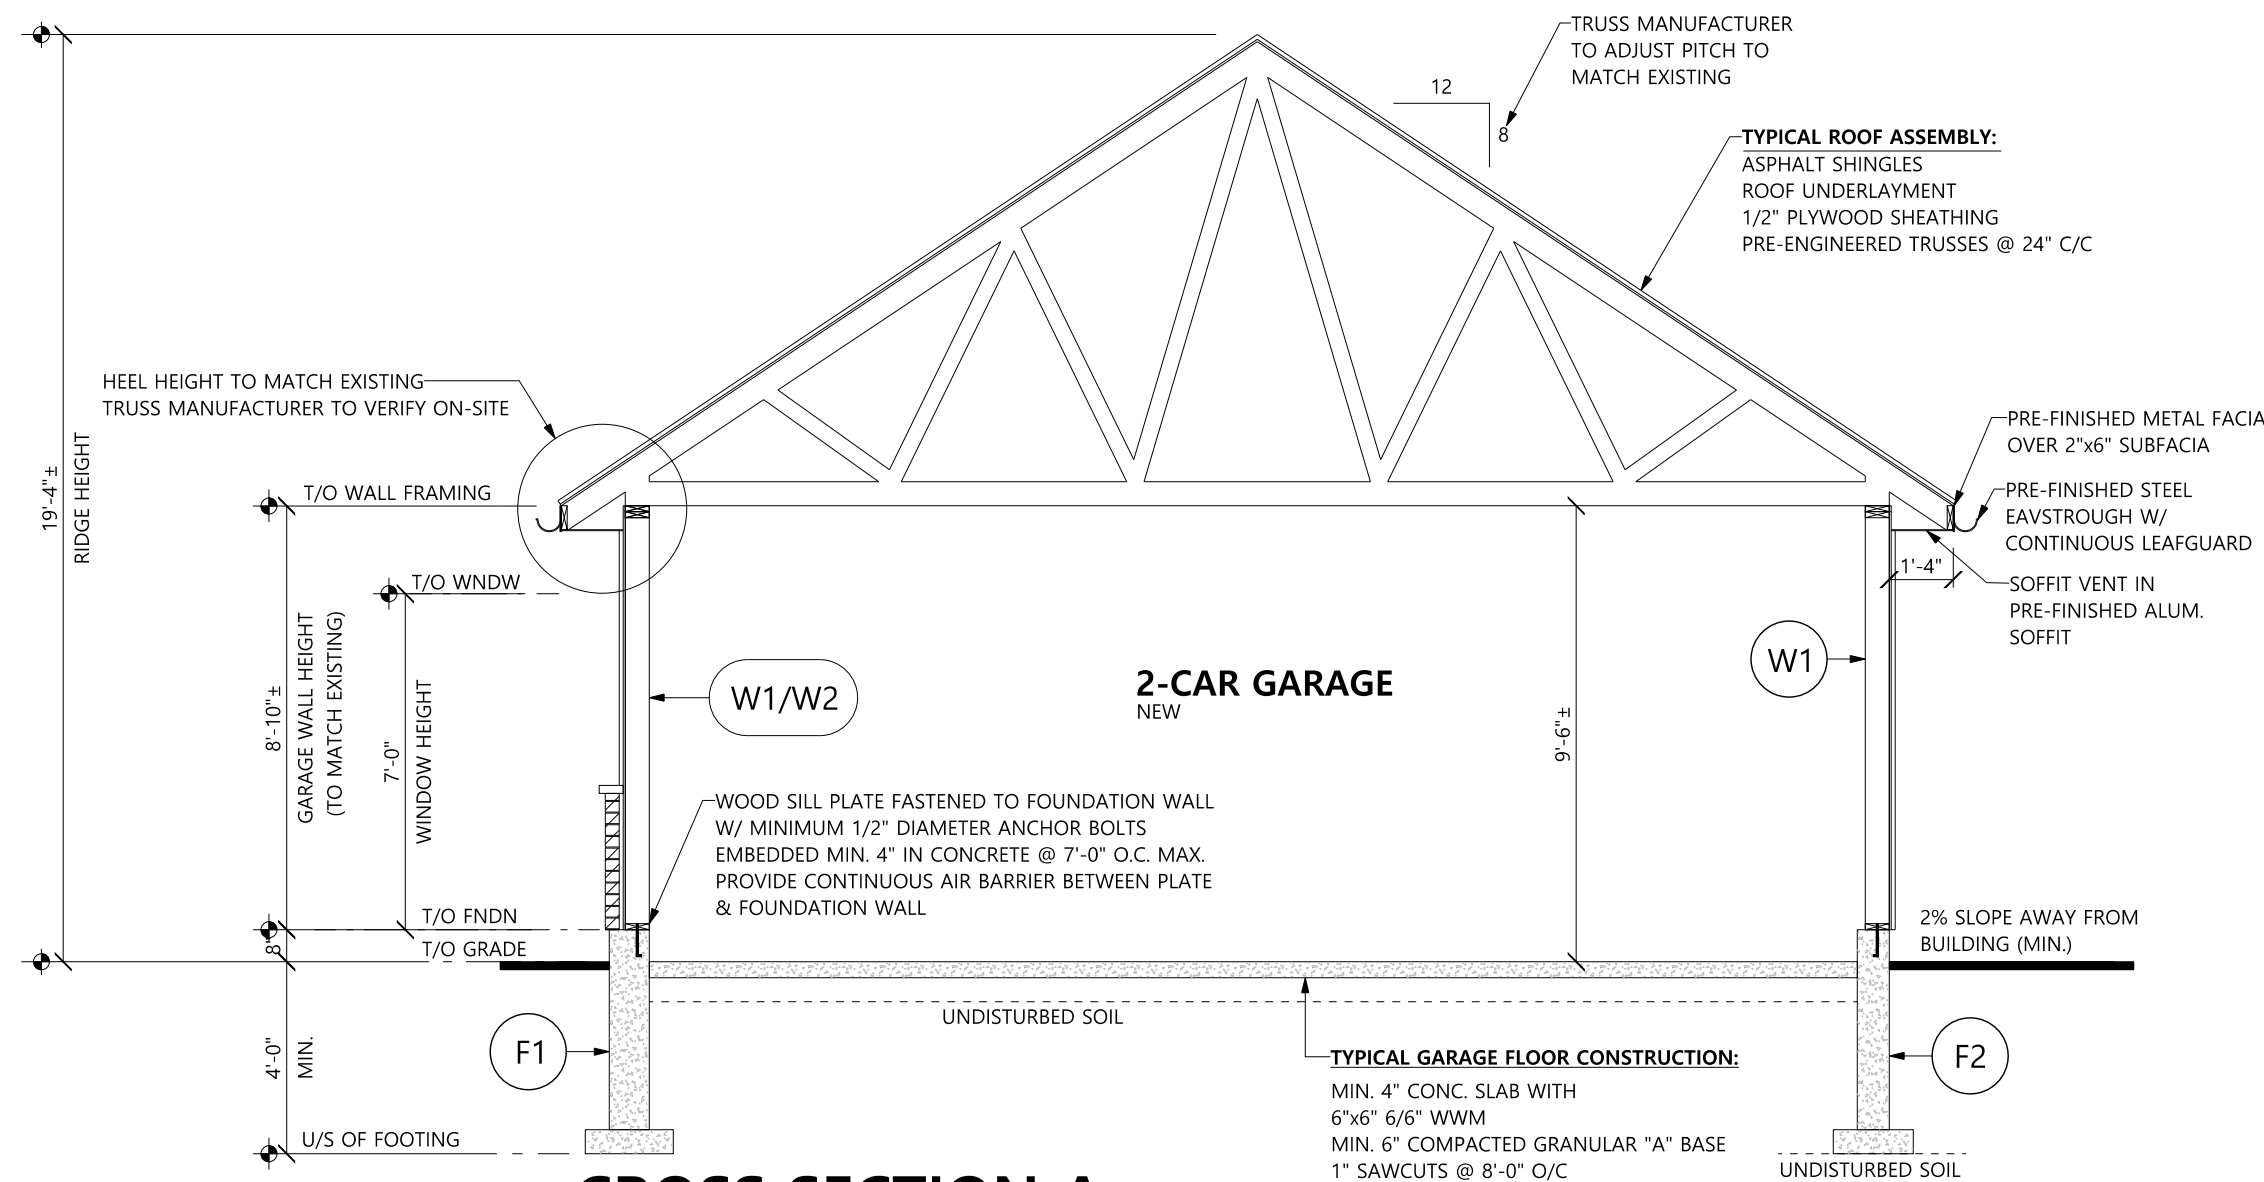 TRUSS MANUFACTURER
TO ADJUST PITCH TO
MATCH EXISTING
12
8
TYPICAL ROOF ASSEMBLY:
ASPHALT SHINGLES
ROOF UNDERLAYMENT
1/2" PLYWOOD SHEATHING
PRE-ENGINEERED TRUSSES @ 24" C/C
HEEL HEIGHT TO MATCH EXISTING
TRUSS MANUFACTURER TO VERIFY ON-SITE
19'-4"±
RIDGE HEIGHT
T/O WALL FRAMING
PRE-FINISHED METAL FACIA
OVER 2"x6" SUBFACIA
PRE-FINISHED STEEL
EAVSTROUGH W/
CONTINUOUS LEAFGUARD
1'-4"
SOFFIT VENT IN
PRE-FINISHED ALUM.
SOFFIT
T/O WNDW
8'-10"±
GARAGE WALL HEIGHT
(TO MATCH EXISTING)
7'-0"
WINDOW HEIGHT
W1/W2
2-CAR GARAGE
NEW
9'-6"±
W1
WOOD SILL PLATE FASTENED TO FOUNDATION WALL
W/ MINIMUM 1/2" DIAMETER ANCHOR BOLTS
EMBEDDED MIN. 4" IN CONCRETE @ 7'-0" O.C. MAX.
PROVIDE CONTINUOUS AIR BARRIER BETWEEN PLATE
& FOUNDATION WALL
T/O FNDN
8"
T/O GRADE
2% SLOPE AWAY FROM
BUILDING (MIN.)
UNDISTURBED SOIL
4'-0"
MIN.
F1
F2
TYPICAL GARAGE FLOOR CONSTRUCTION:
MIN. 4" CONC. SLAB WITH
6"x6" 6/6" WWM
MIN. 6" COMPACTED GRANULAR "A" BASE
1" SAWCUTS @ 8'-0" O/C
U/S OF FOOTING
UNDISTURBED SOIL
CROSS SECTION A